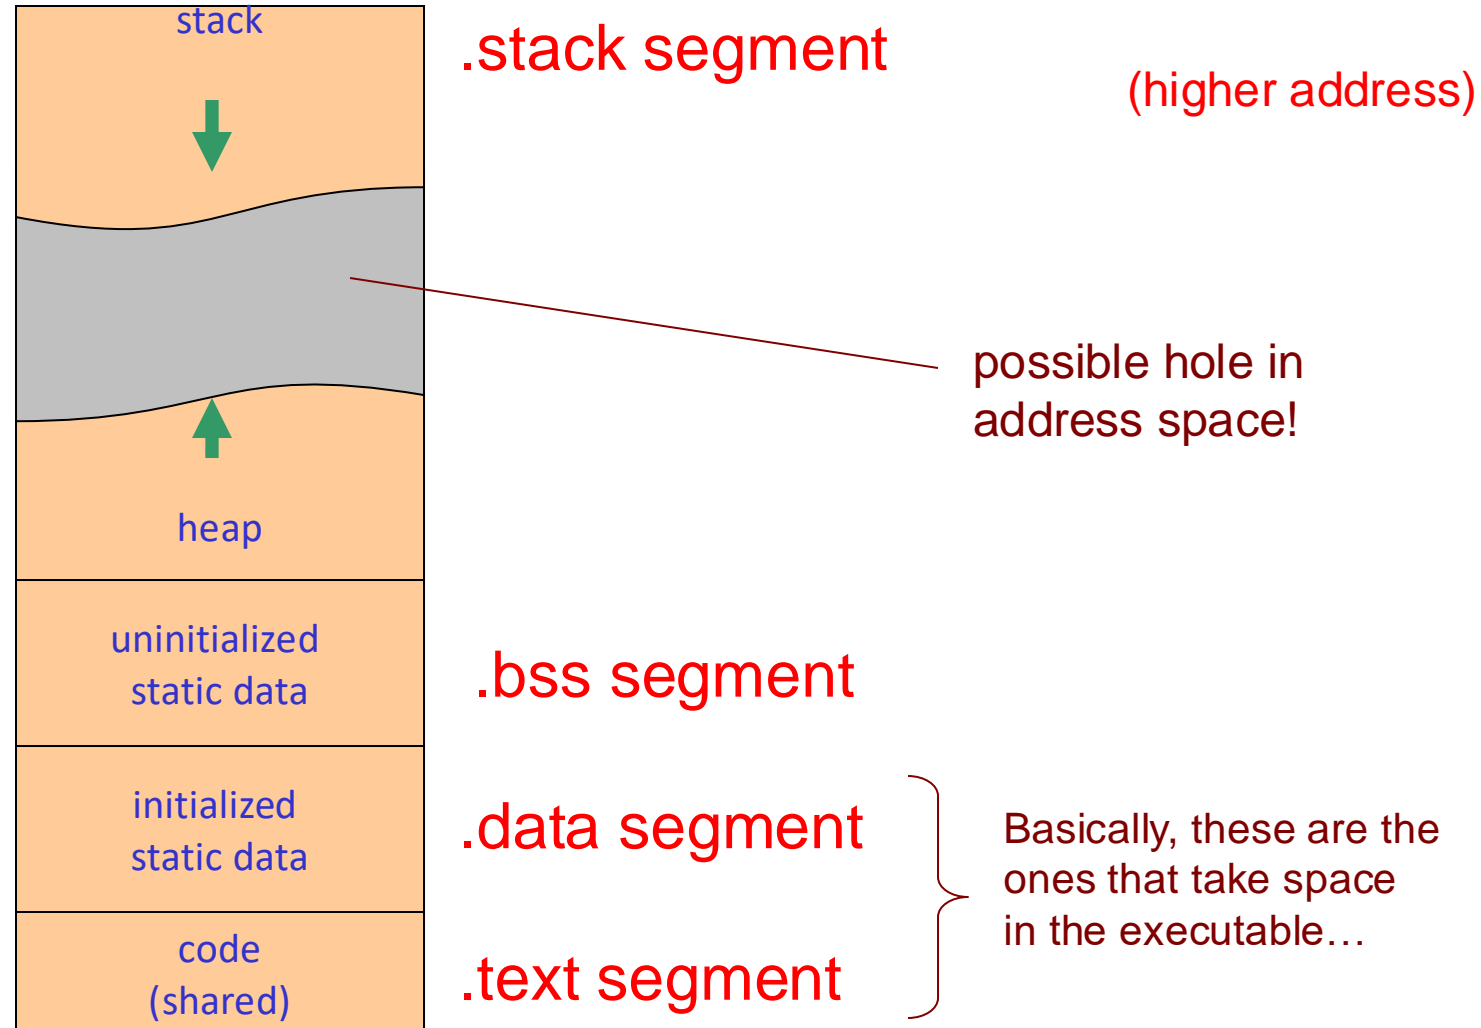 stack
.stack segment
(higher address)
possible hole in
address space!
heap
uninitialized
static data
.bss segment
initialized
static data
.data segment
Basically, these are the
ones that take space
in the executable…
code
(shared)
.text segment